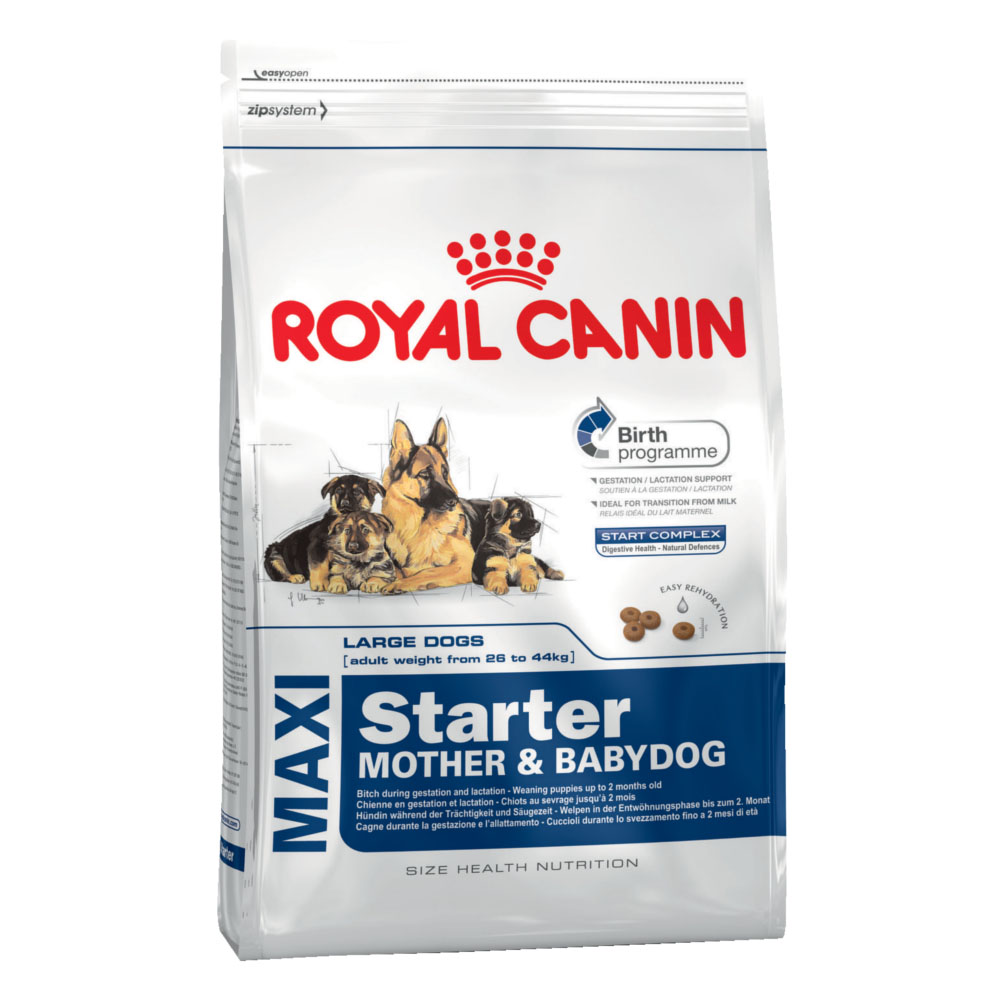 easyopen
zipsystem
ROYAL CANIN
Birth
programme
GESTATION / LACTATION SUPPORT
SOUTIEN À LA GESTATION / LACTATION
IDEAL FOR TRANSITION FROM MILK
RELAIS IDÉAL DU LAIT MATERNEL
START COMPLEX
Digestive Health - Natural Defences
EASY REHYDRATION
LARGE DOGS
[adult weight from 26 to 44kg]
MAXI
Starter
MOTHER & BABYDOG
Bitch during gestation and lactation - Weaning puppies up to 2 months old
Chienne en gestation et lactation - Chiots au sevrage jusqu'à 2 mois
Hündin während der Trächtigkeit und Säugezeit - Welpen in der Entwöhnungsphase bis zum 2. Monat
Cagne durante la gestazione e l'allattamento - Cuccioli durante lo svezzamento fino a 2 mesi di età
SIZE HEALTH NUTRITION